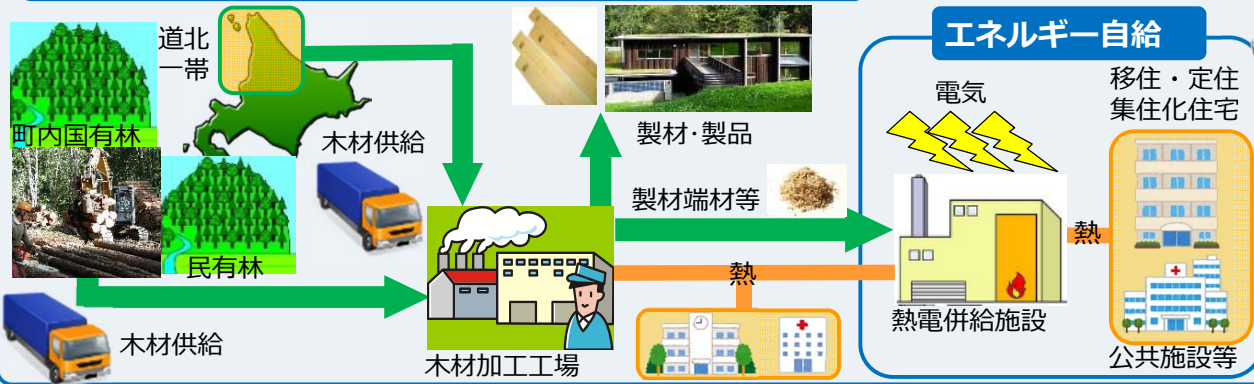 エネルギー自給
道北
一帯
町内国有林
木材供給
民有林
木材供給
木材加工工場
製材･製品
製材端材等
熱
電気
熱電併給施設
熱
移住・定住
集住化住宅
公共施設等